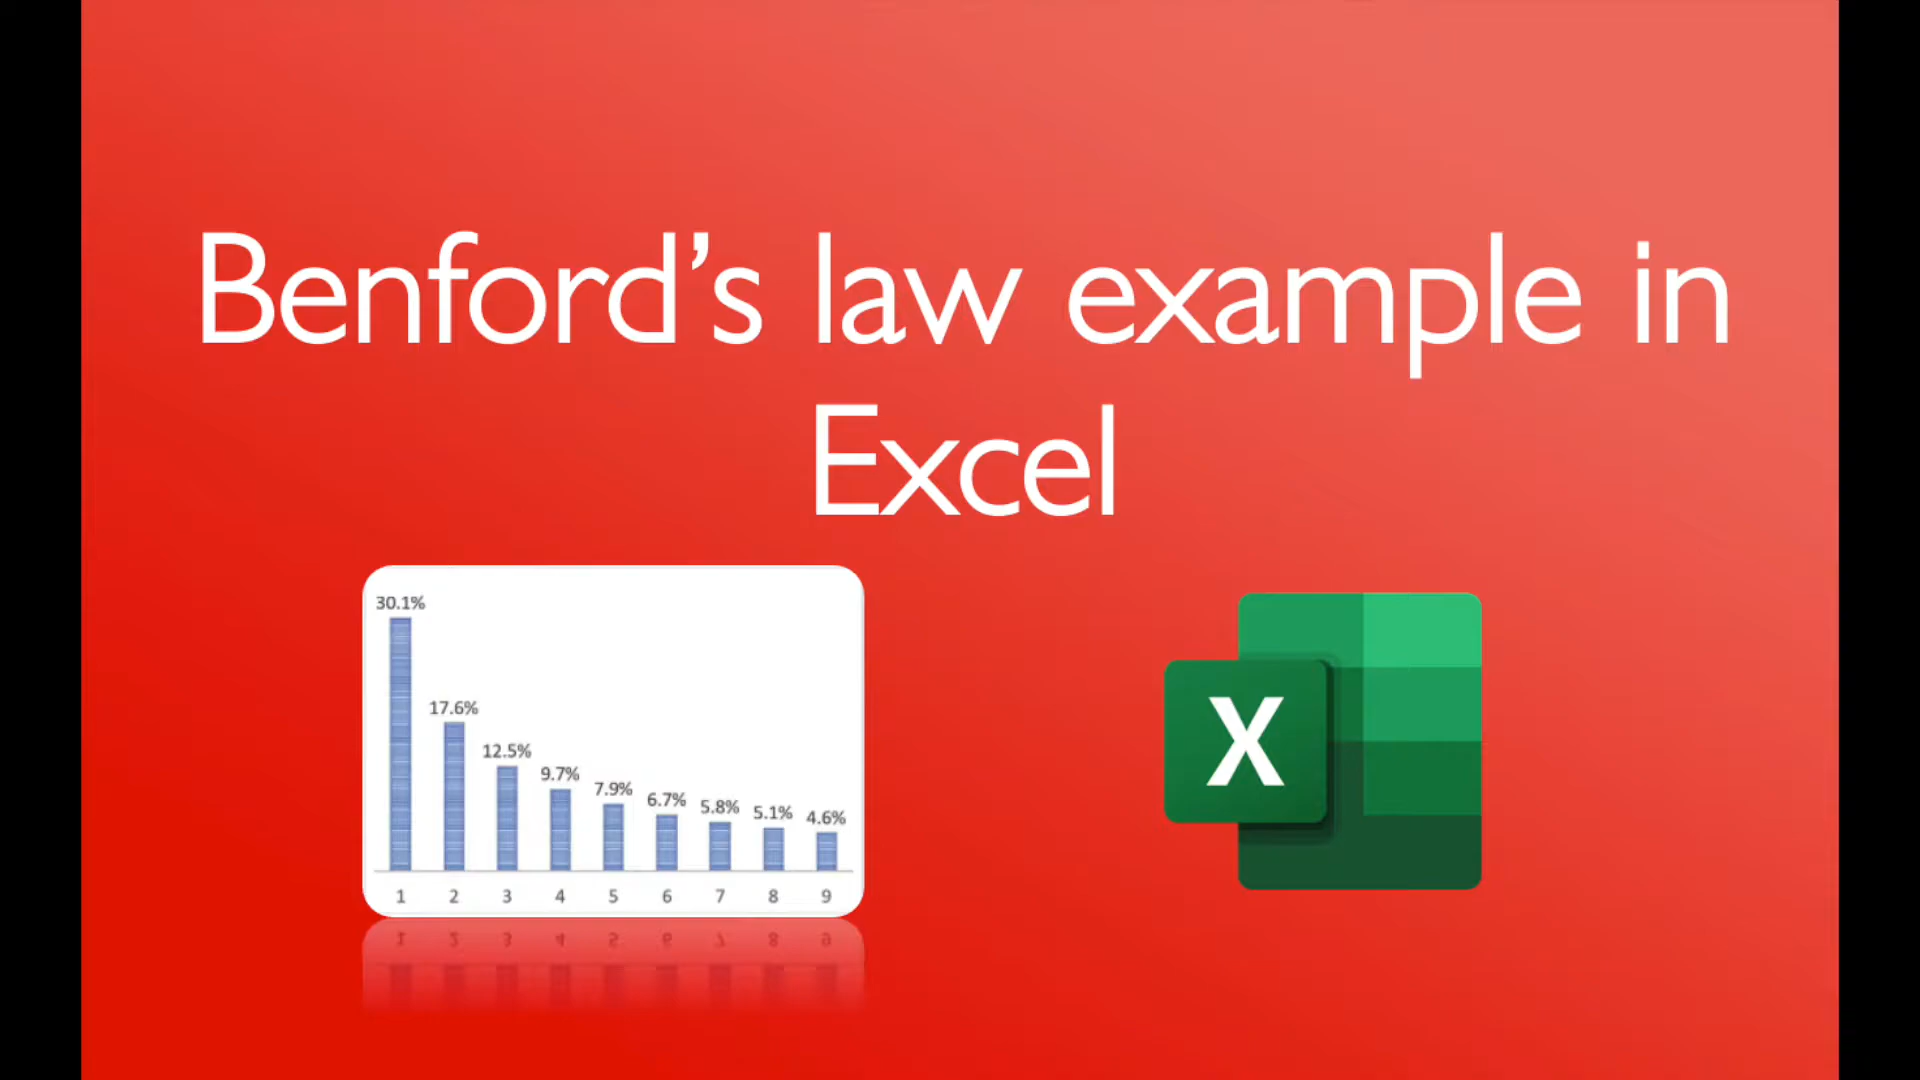 Benford’s law example in
Excel
30.1%
17.6%
12.5%
9.7%
7.9%
6.7%
5.8%
5.1%
4.6%
1 2 3 4 5 6 7 8 9
X